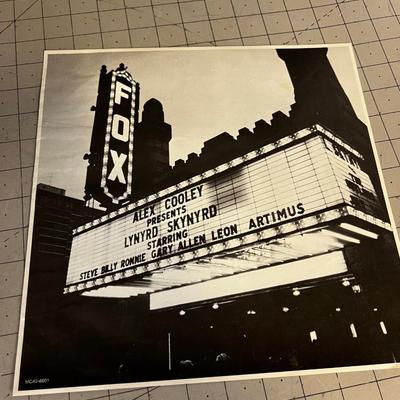 FOX
ALEX COOLEY
PRESENTS
LYNYRD SKYNYRD
STARRING
STEVE BILLY RONNIE GARY ALLEN LEON ARTIMUS
MCA2-6001